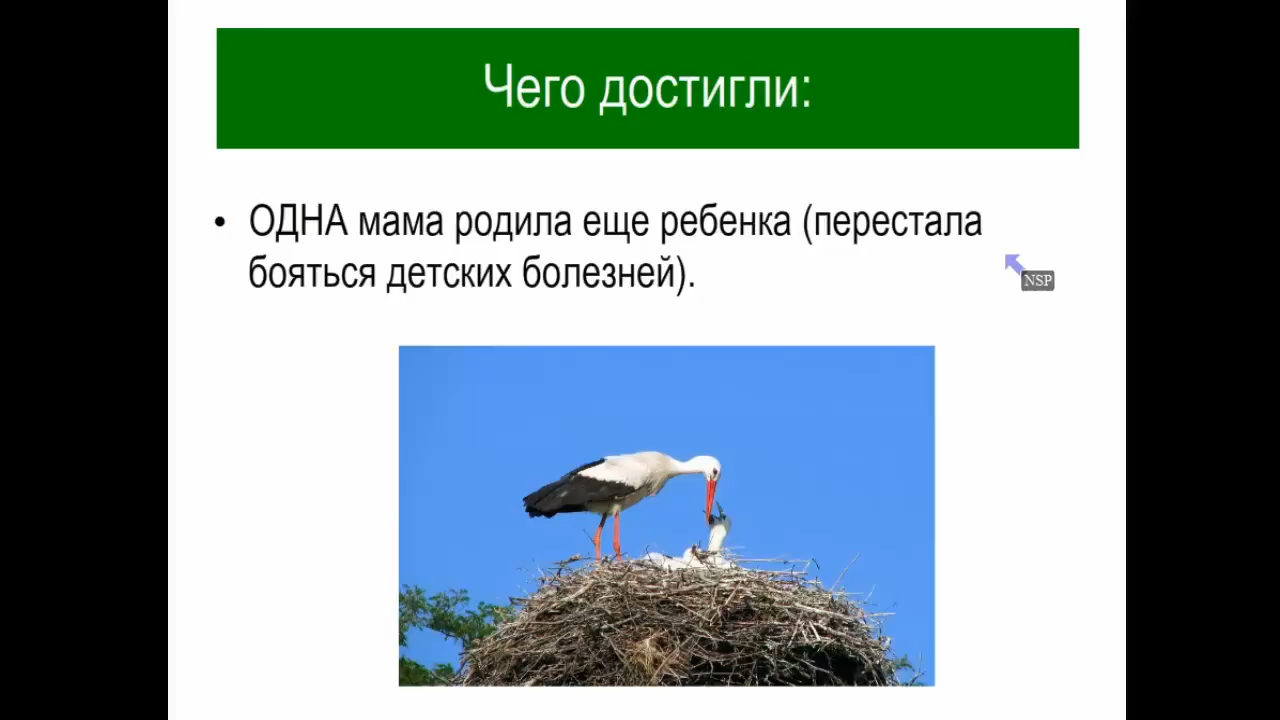 Чего достигли:
• ОДНА мама родила еще ребенка (перестала
бояться детских болезней).
NSP